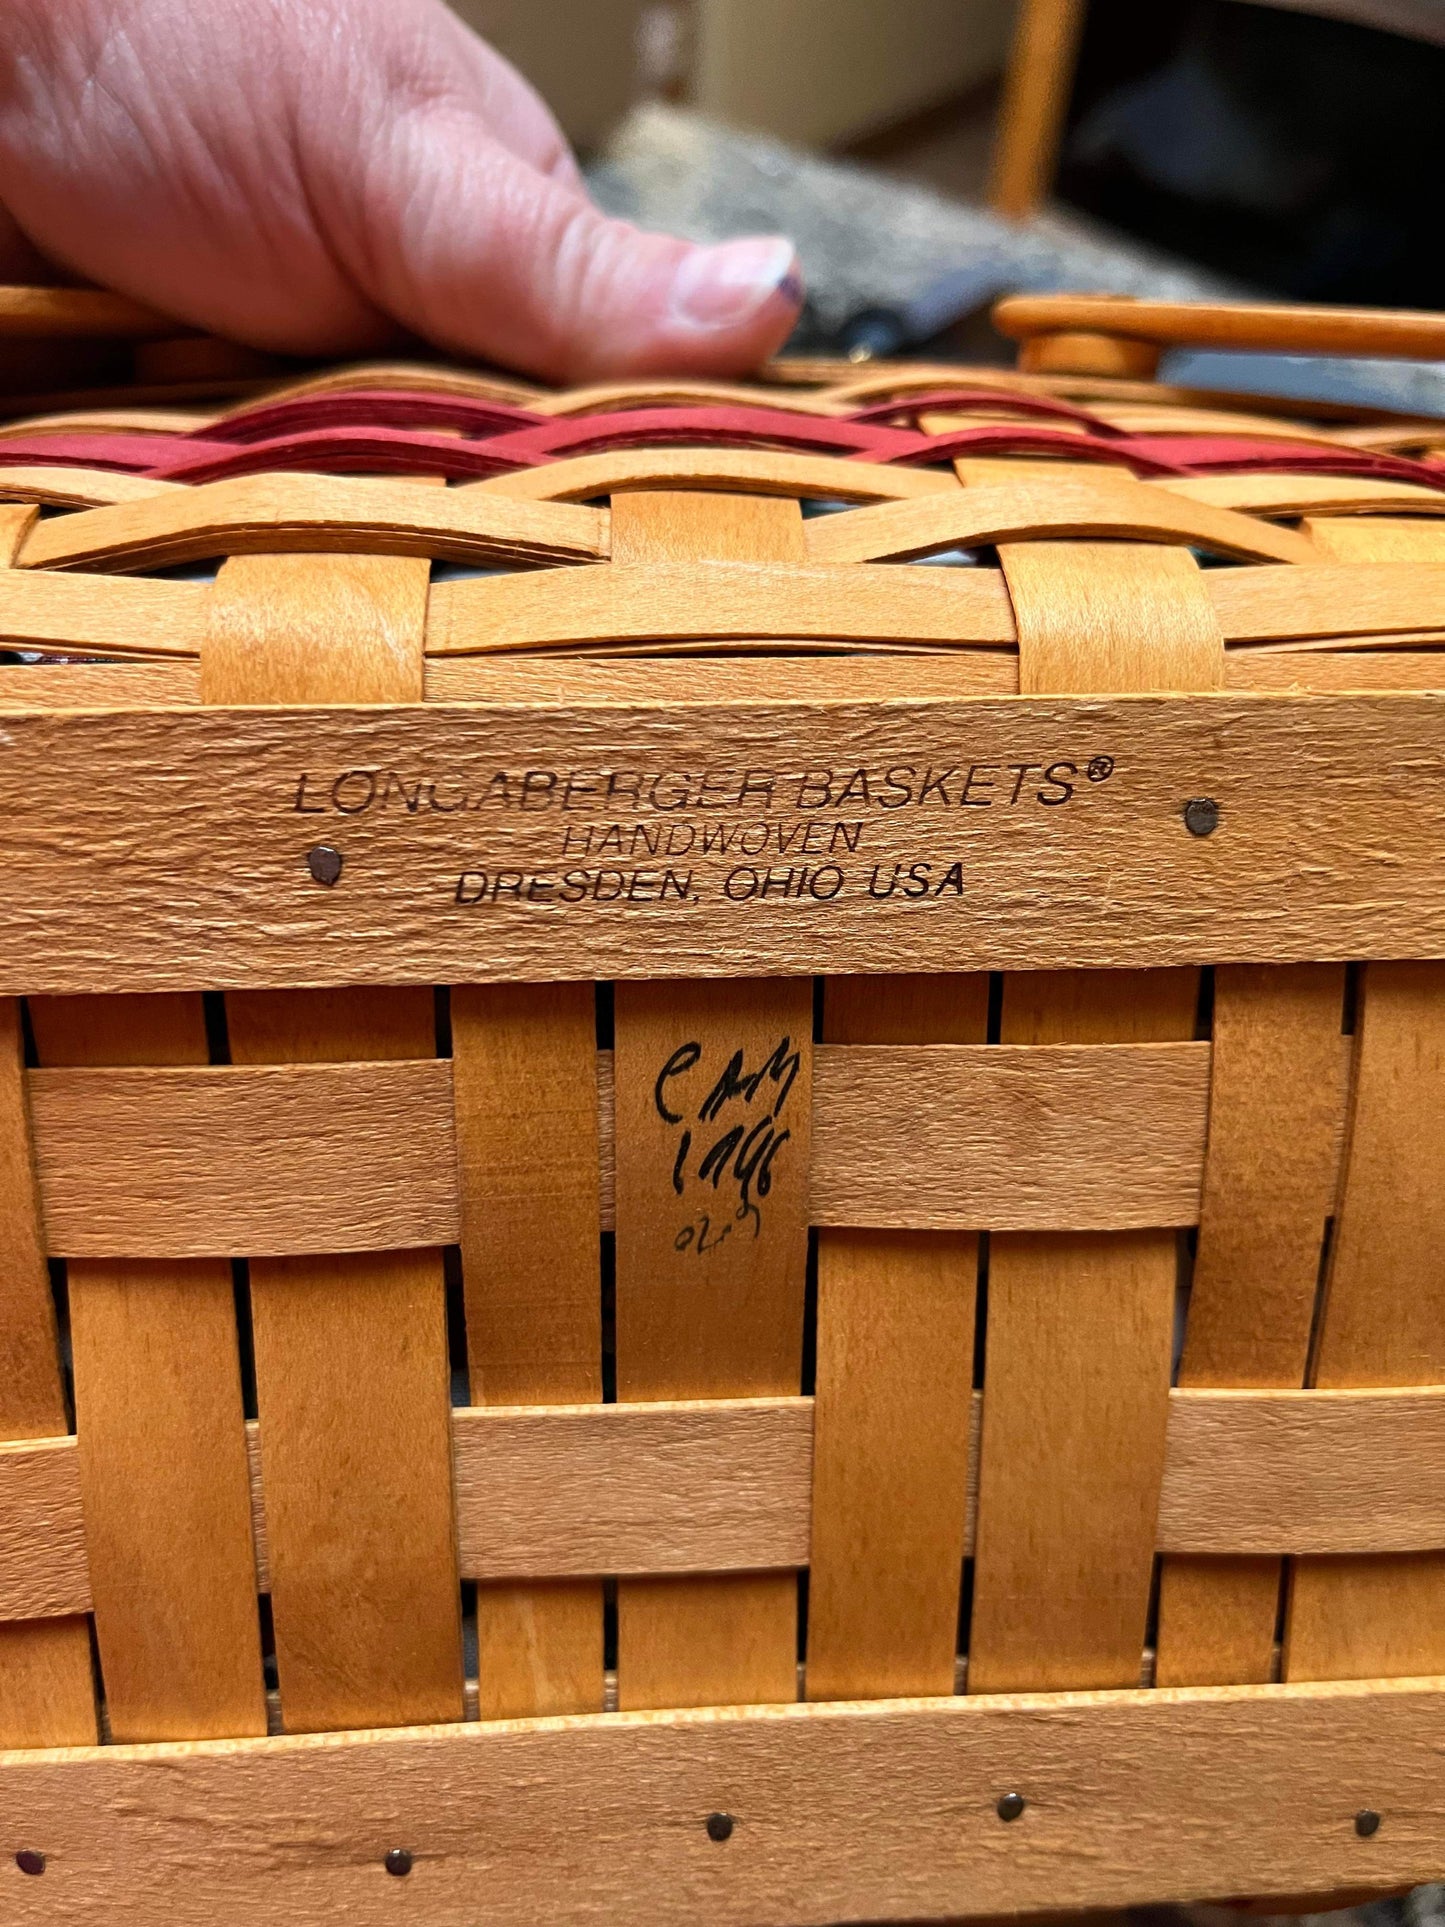 LONGABERGER BASKETS®
HANDWOVEN
DRESDEN, OHIO USA
1996